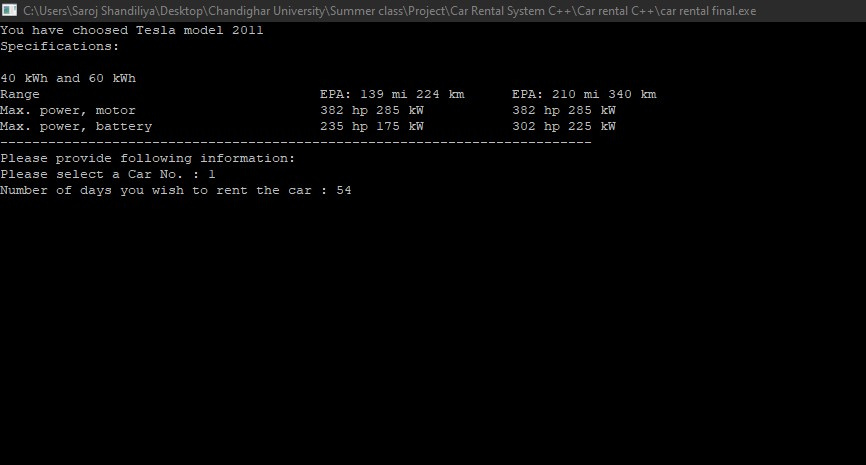 C:\Users\Saroj Shandiliya\Desktop\Chandighar University\Summer class\Project\Car Rental System C++\Car rental C++\car rental final.exe
You have choosed Tesla model 2011
Specifications:
40 kWh and 60 kWh
Range EPA: 139 mi 224 km EPA: 210 mi 340 km
Max. power, motor 382 hp 285 kW 382 hp 285 kW
Max. power, battery 235 hp 175 kW 302 hp 225 kW
--------------------------------------------------------------------------
Please provide following information:
Please select a Car No. : 1
Number of days you wish to rent the car : 54